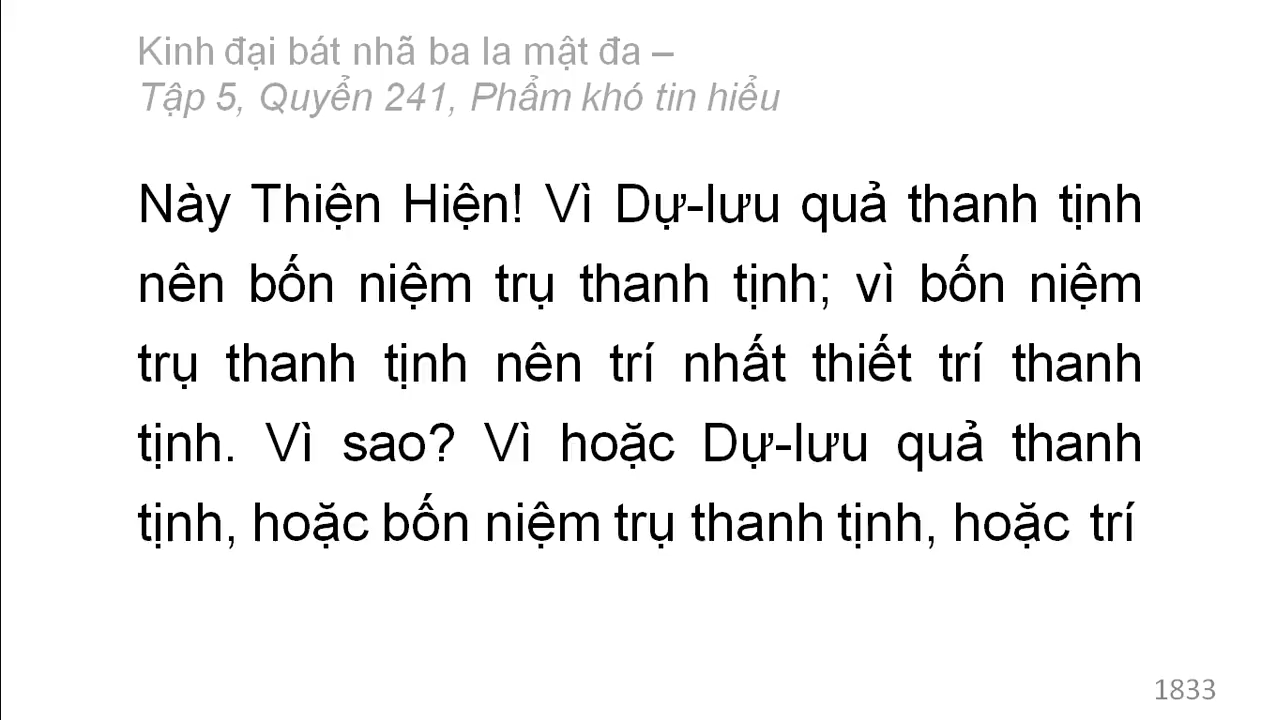 Kinh đại bát nhã ba la mật đa –
Tập 5, Quyển 241, Phẩm khó tin hiểu
Này Thiện Hiện! Vì Dự-lưu quả thanh tịnh
nên bốn niệm trụ thanh tịnh; vì bốn niệm
trụ thanh tịnh nên trí nhất thiết trí thanh
tịnh. Vì sao? Vì hoặc Dự-lưu quả thanh
tịnh, hoặc bốn niệm trụ thanh tịnh, hoặc trí
1833